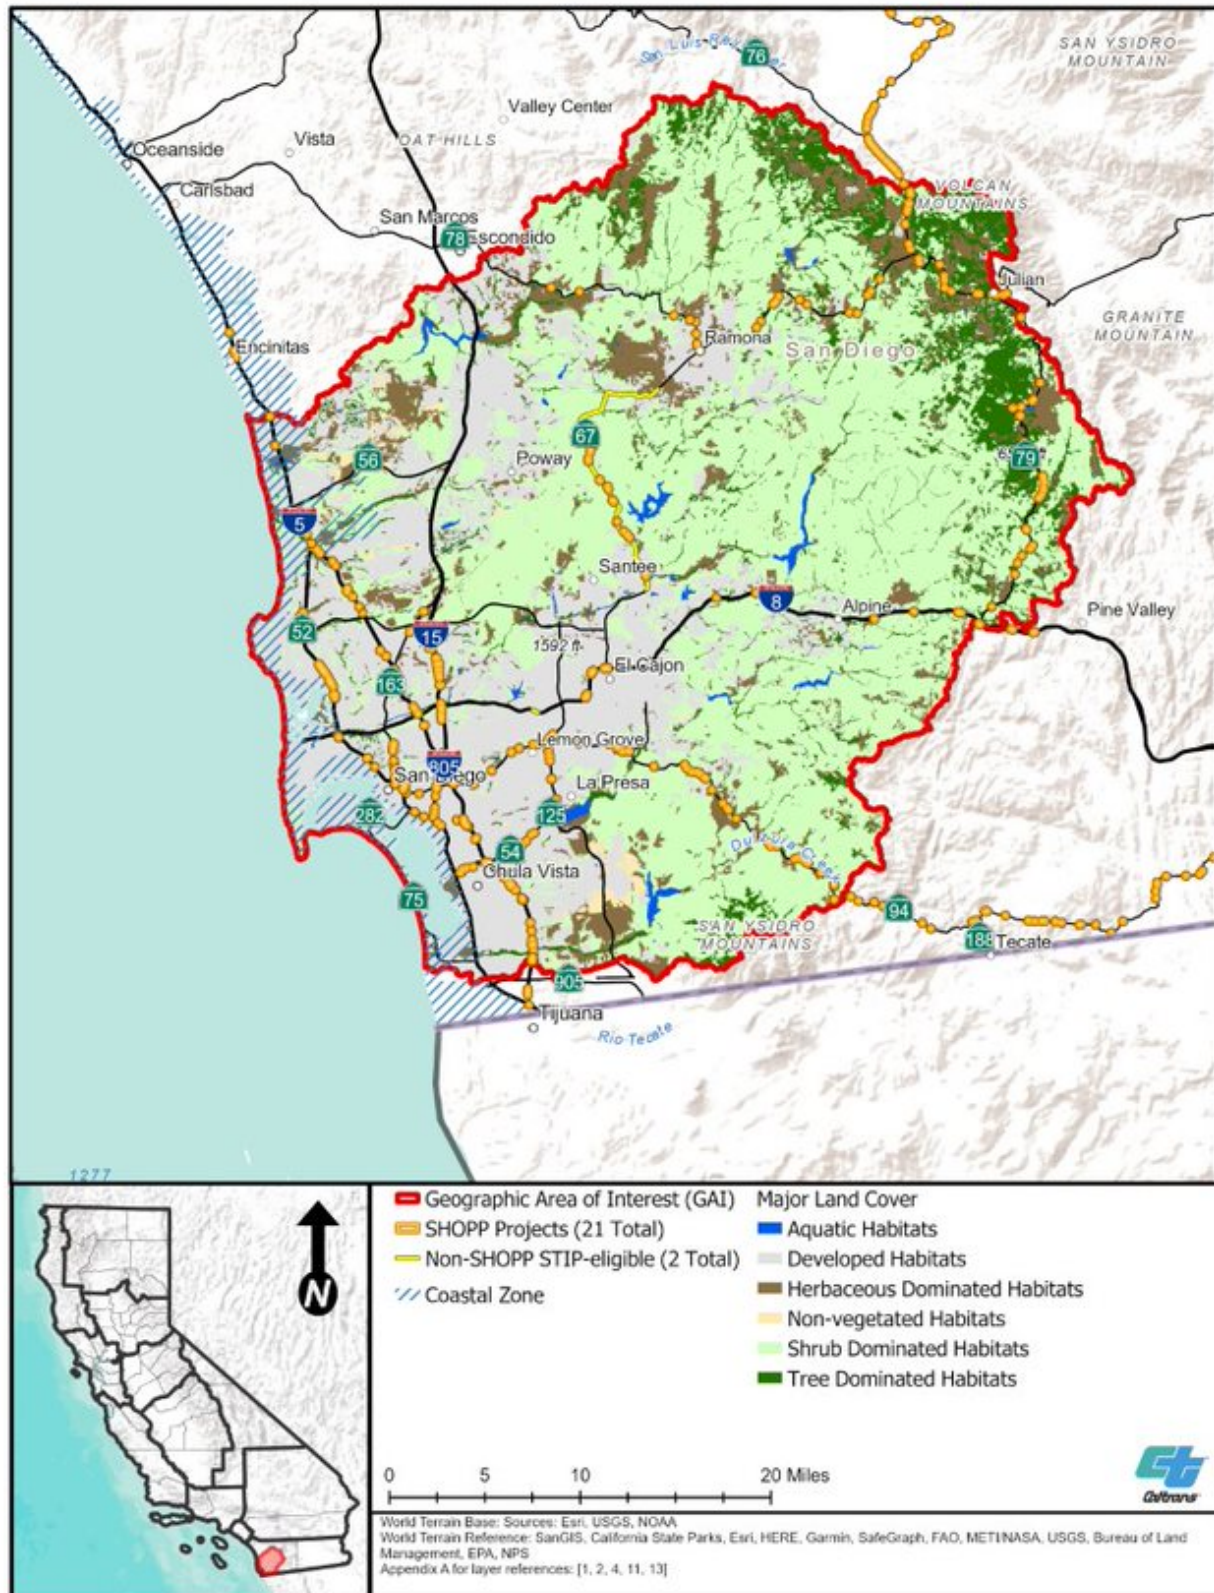 SAN YSIDRO
MOUNTAIN
San Luis Rey River
76
Valley Center
Vista
OAT HILLS
Oceanside
Carlsbad
VOLCAN
MOUNTAINS
San Marcos
78
Escondido
Julian
GRANITE
MOUNTAIN
Encinitas
Ramona
San Diego
67
56
Poway
79
5
Santee
8
Alpine
Pine Valley
52
15
1592 ft
El Cajon
163
Lemon Grove
805
San Diego
La Presa
282
125
54
Dulzura Creek
Chula Vista
75
94
SAN YSIDRO
MOUNTAINS
188
Tecate
905
Tijuana
Rio Tecate
1277
N
Geographic Area of Interest (GAI)
SHOPP Projects (21 Total)
Non-SHOPP STIP-eligible (2 Total)
Coastal Zone
Major Land Cover
Aquatic Habitats
Developed Habitats
Herbaceous Dominated Habitats
Non-vegetated Habitats
Shrub Dominated Habitats
Tree Dominated Habitats
0 5 10 20 Miles
Caltrans
World Terrain Base: Sources: Esri, USGS, NOAA
World Terrain Reference: SanGIS, California State Parks, Esri, HERE, Garmin, SafeGraph, FAO, METI/NASA, USGS, Bureau of Land
Management, EPA, NPS
Appendix A for layer references: [1, 2, 4, 11, 13]